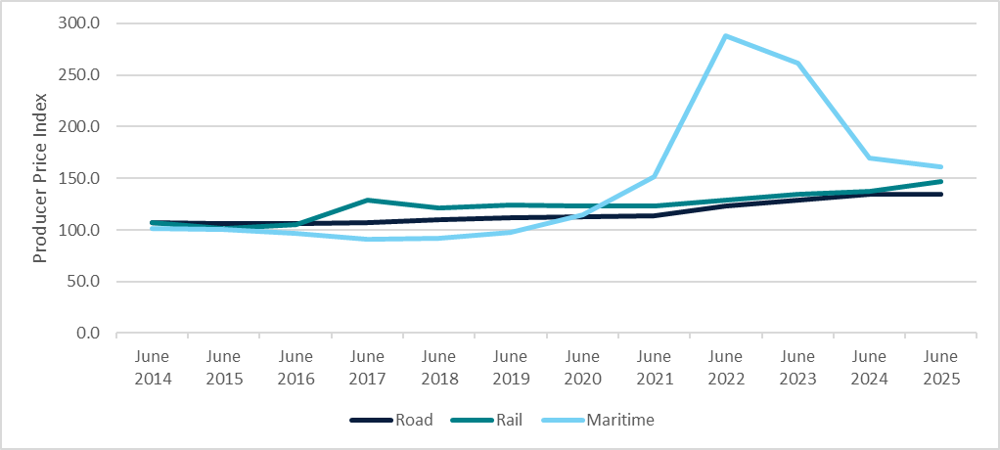 300.0
250.0
200.0
150.0
100.0
50.0
0.0
Producer Price Index
June June June June June June June June June June June June
2014 2015 2016 2017 2018 2019 2020 2021 2022 2023 2024 2025
Road Rail Maritime